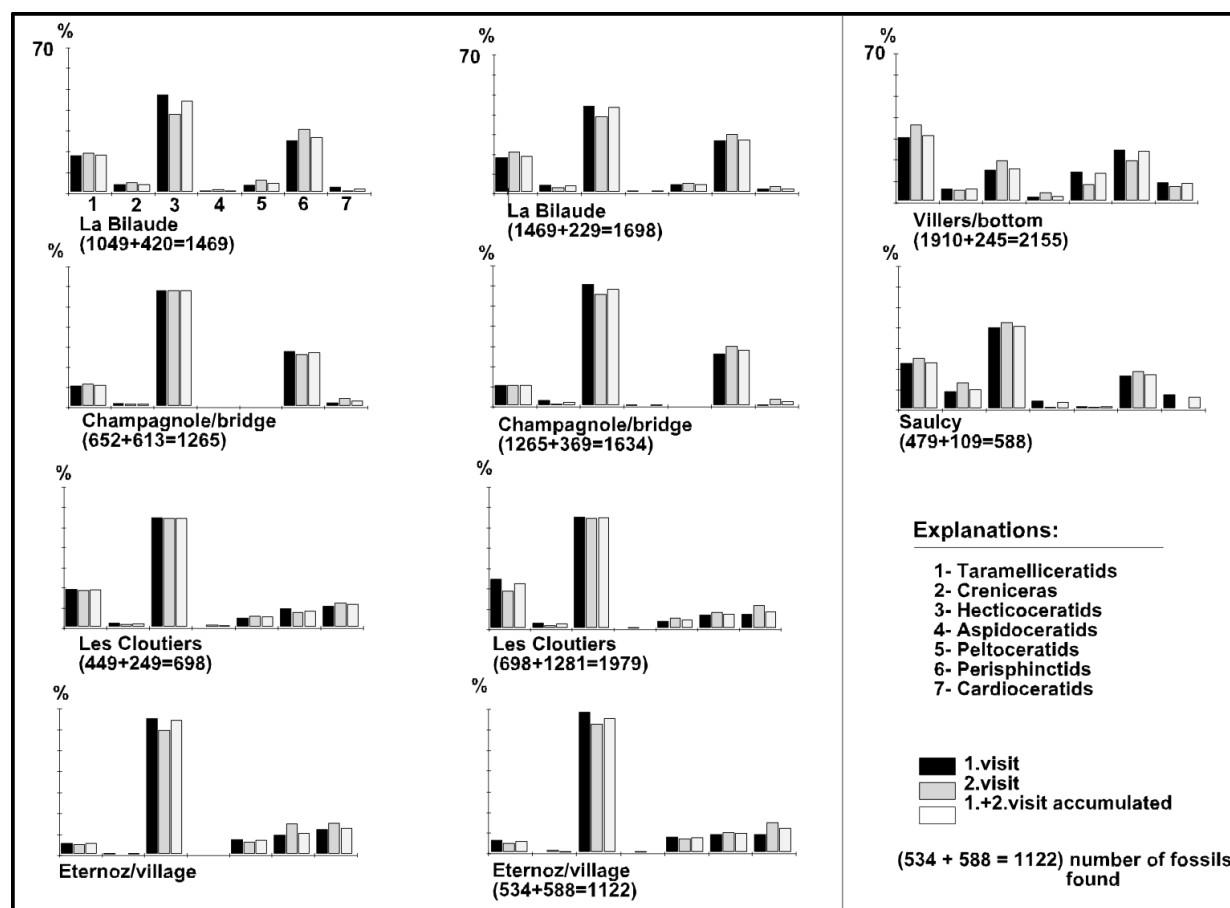 %
70
1 2 3 4 5 6 7
La Bilaude
(1049+420=1469)
%
70
La Bilaude
(1469+229=1698)
%
70
Villers/bottom
(1910+245=2155)
%
Champagnole/bridge
(652+613=1265)
%
Champagnole/bridge
(1265+369=1634)
%
Saulcy
(479+109=588)
%
Les Cloutiers
(449+249=698)
%
Les Cloutiers
(698+1281=1979)
%
Eternoz/village
%
Eternoz/village
(534+588=1122)
Explanations:
1- Taramelliceratids
2- Creniceras
3- Hecticoceratids
4- Aspidoceratids
5- Peltoceratids
6- Perisphinctids
7- Cardioceratids
1.visit
2.visit
1.+2.visit accumulated
(534 + 588 = 1122) number of fossils
found